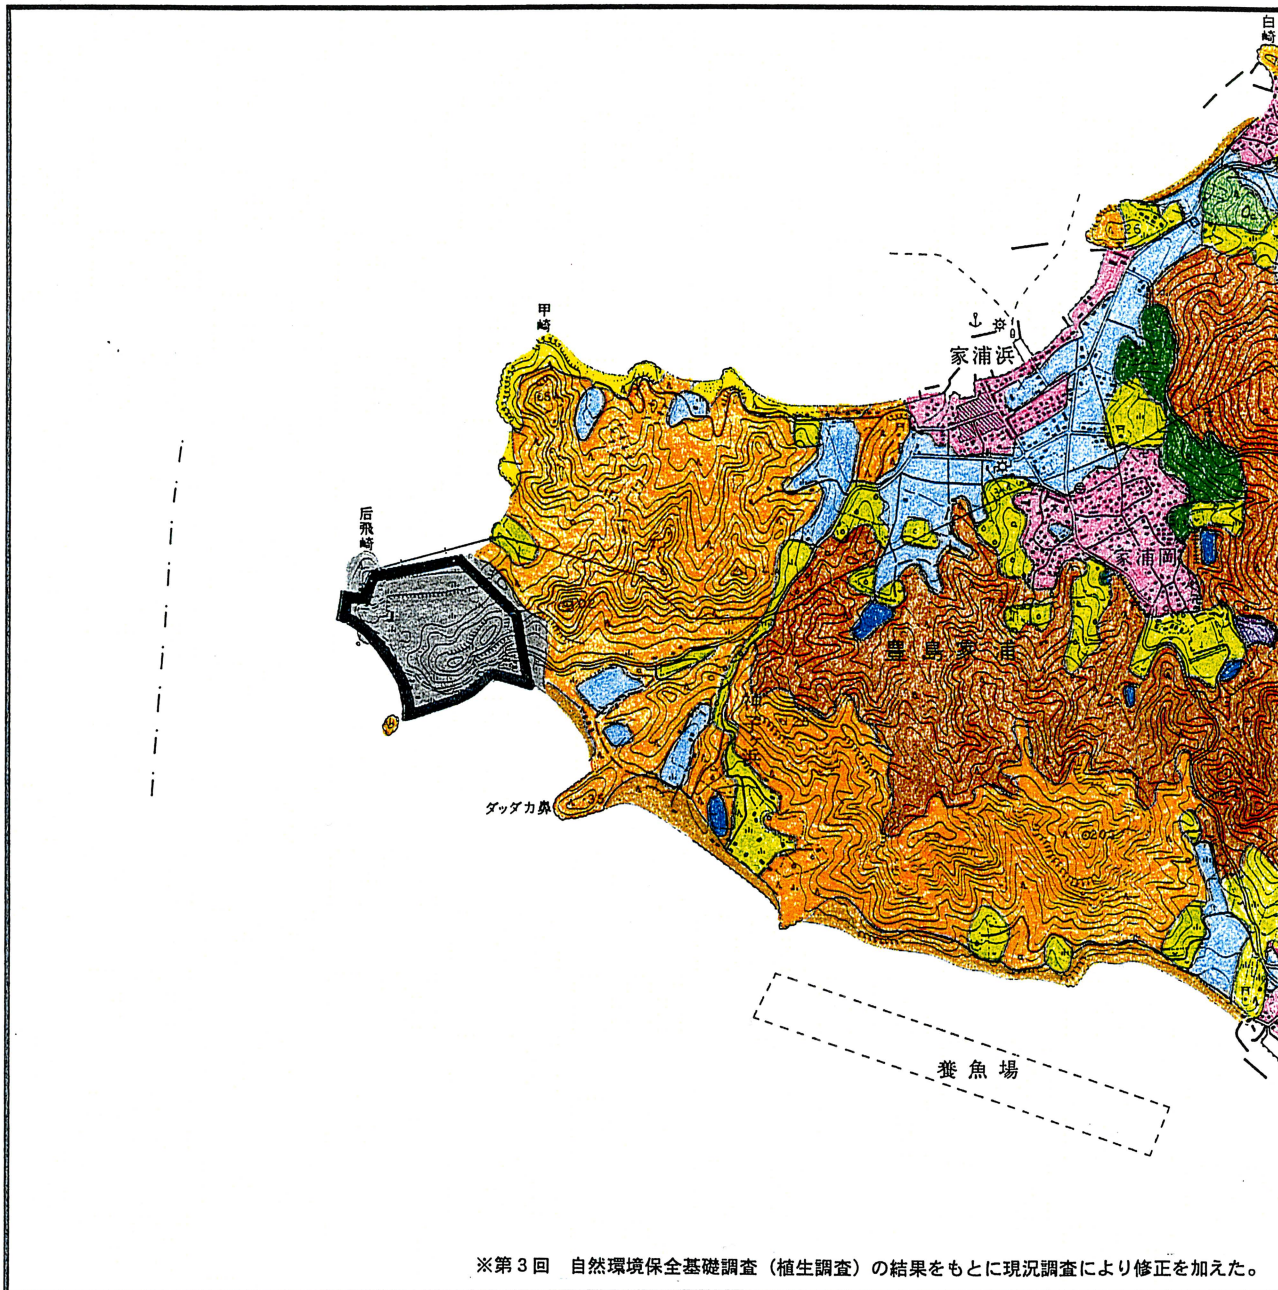 白崎
甲崎
家浦浜
后飛崎
家浦岡
豊島家浦
ダッダカ鼻
養魚場
※第3回 自然環境保全基礎調査（植生調査）の結果をもとに現況調査により修正を加えた。